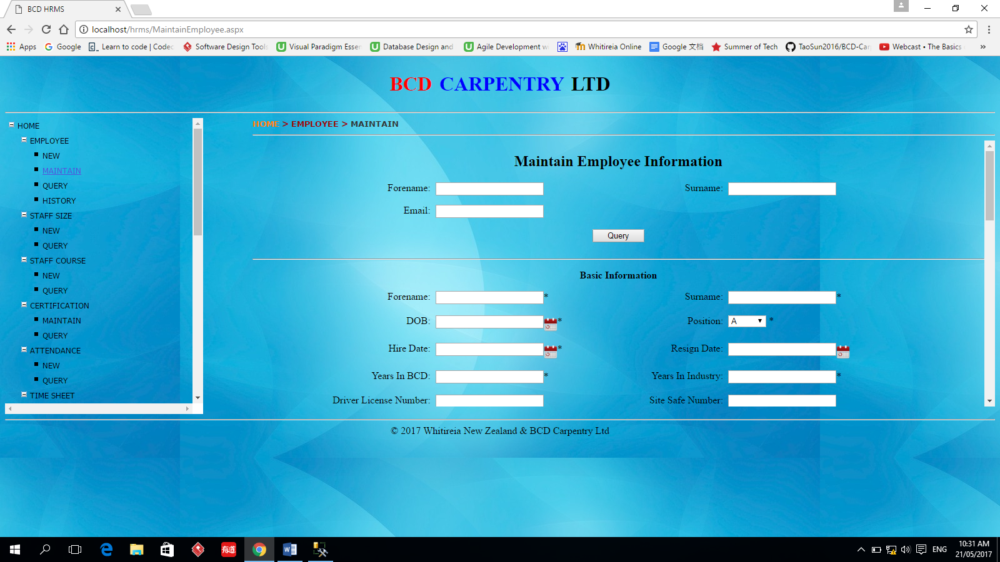 BCD HRMS
localhost/hrms/MaintainEmployee.aspx
Apps Google Learn to code | Codec Software Design Tools Visual Paradigm Essen Database Design and Agile Development w Whitireia Online Google 文档 Summer of Tech TaoSun2016/BCD-Car Webcast • The Basics »
BCD CARPENTRY LTD
HOME > EMPLOYEE > MAINTAIN
HOME
EMPLOYEE
NEW
MAINTAIN
QUERY
HISTORY
STAFF SIZE
NEW
QUERY
STAFF COURSE
NEW
QUERY
CERTIFICATION
MAINTAIN
QUERY
ATTENDANCE
NEW
QUERY
TIME SHEET
Maintain Employee Information
Forename: Surname:
Email:
Query
Basic Information
Forename: * Surname: *
DOB: * Position: A *
Hire Date: * Resign Date:
Years In BCD: * Years In Industry: *
Driver License Number: Site Safe Number:
© 2017 Whitireia New Zealand & BCD Carpentry Ltd
有道
ENG
10:31 AM
21/05/2017